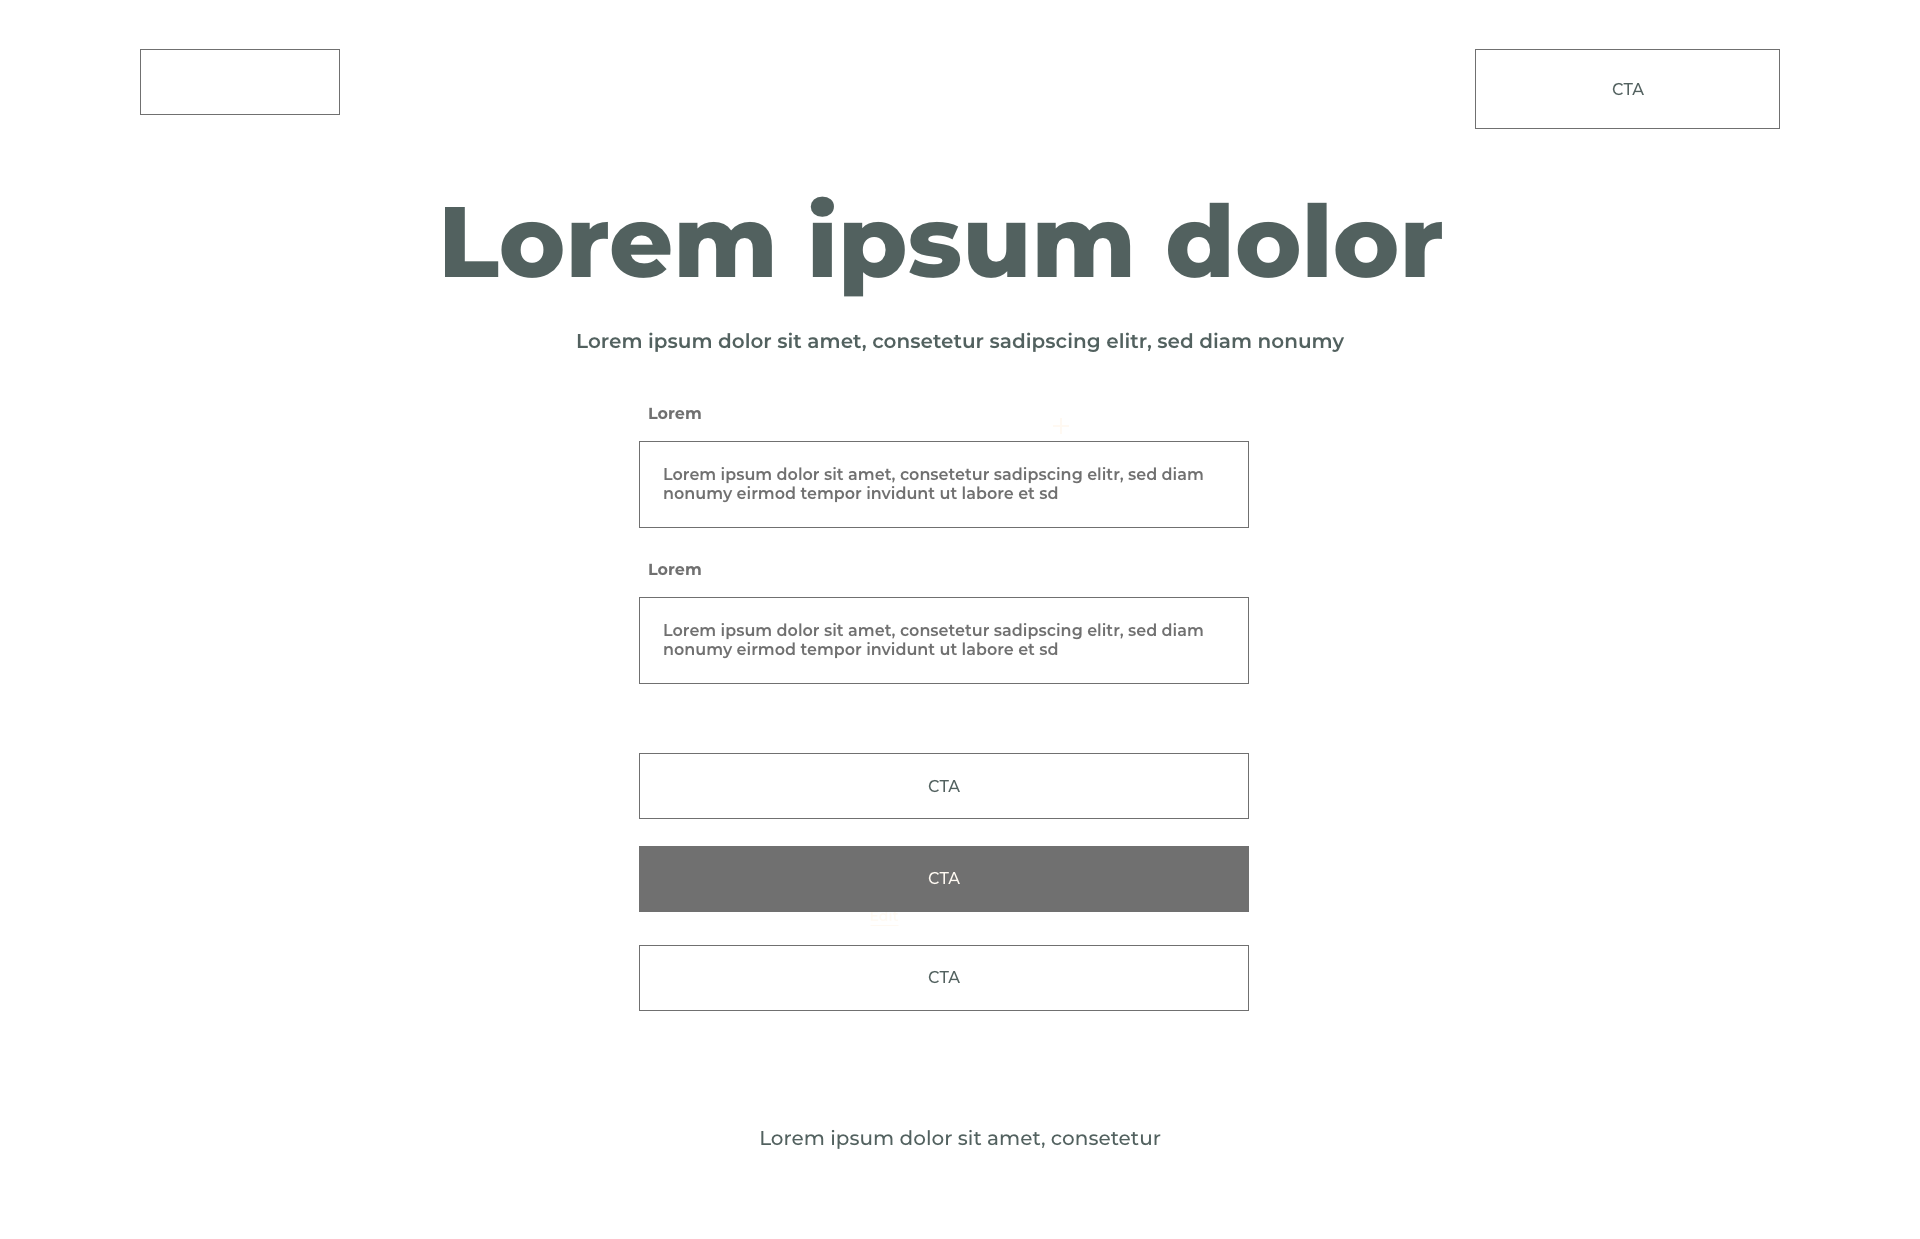 CTA
Lorem ipsum dolor
Lorem ipsum dolor sit amet, consetetur sadipscing elitr, sed diam nonumy
Lorem
Lorem ipsum dolor sit amet, consetetur sadipscing elitr, sed diam
nonumy eirmod tempor invidunt ut labore et sd
Lorem
Lorem ipsum dolor sit amet, consetetur sadipscing elitr, sed diam
nonumy eirmod tempor invidunt ut labore et sd
CTA
CTA
CTA
Lorem ipsum dolor sit amet, consetetur